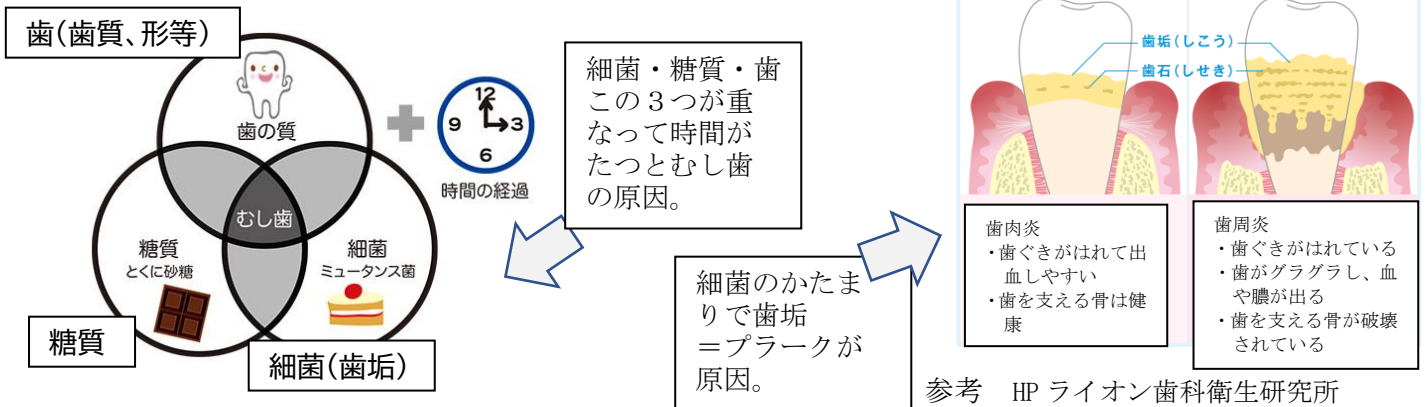 歯(歯質、形等)
歯の質
むし歯
糖質
とくに砂糖
細菌
ミュータンス菌
糖質
細菌(歯垢)
12
3
6
9
時間の経過
細菌・糖質・歯
この３つが重
なって時間が
たつとむし歯
の原因。
細菌のかたま
りで歯垢
＝プラークが
原因。
歯垢(しこう)
歯石(しせき)
歯肉炎
・歯ぐきがはれて出
血しやすい
・歯を支える骨は健
康
歯周炎
・歯ぐきがはれている
・歯がグラグラし、血
や膿が出る
・歯を支える骨が破壊
されている
参考　HP ライオン歯科衛生研究所